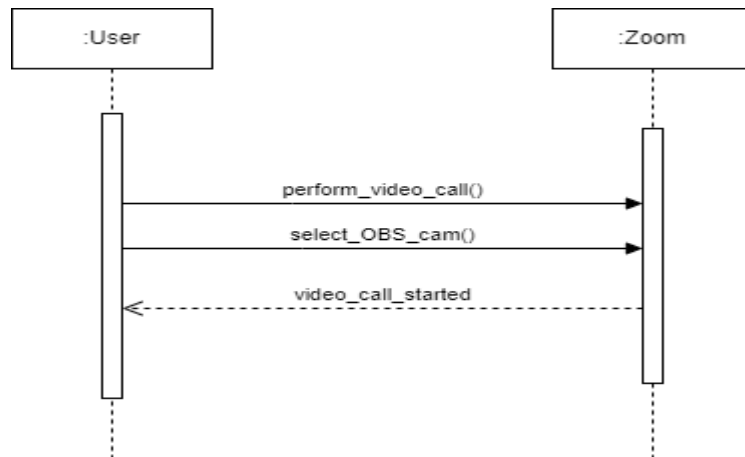 :User
:Zoom
perform_video_call()
select_OBS_cam()
video_call_started